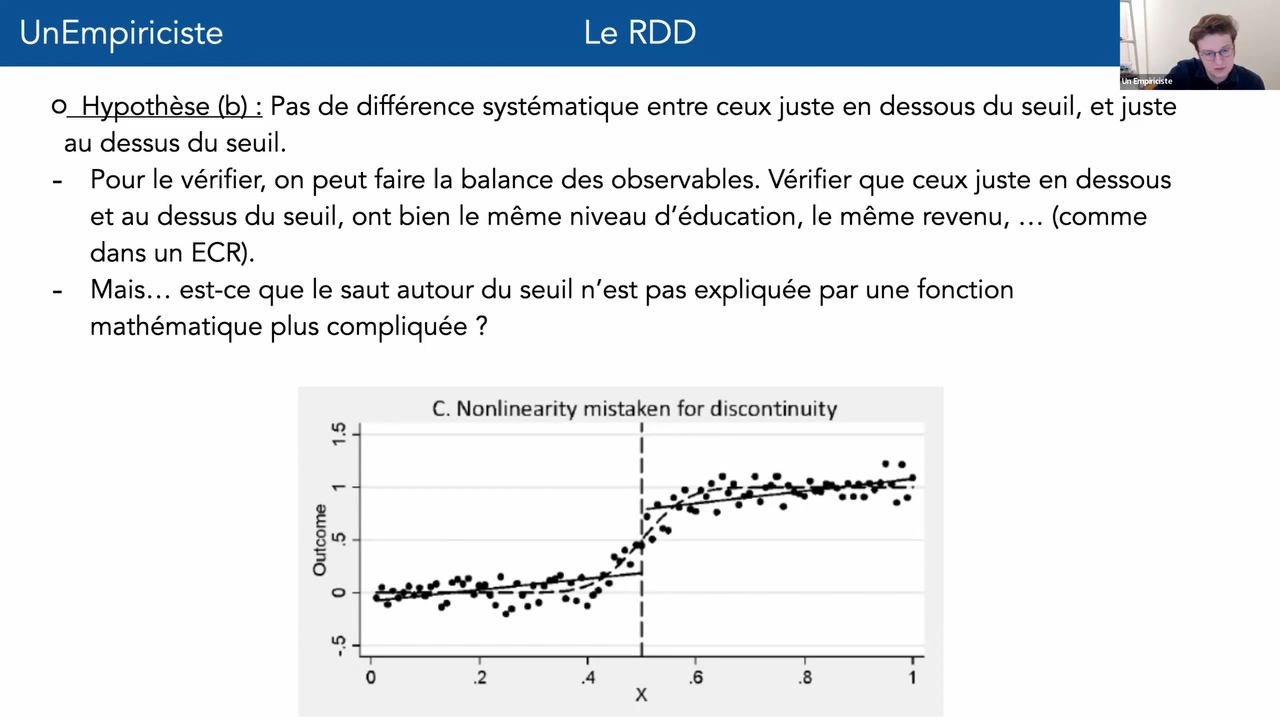 UnEmpiriciste
Le RDD
Un Empiriciste
o Hypothèse (b) : Pas de différence systématique entre ceux juste en dessous du seuil, et juste
au dessus du seuil.
- Pour le vérifier, on peut faire la balance des observables. Vérifier que ceux juste en dessous
et au dessus du seuil, ont bien le même niveau d’éducation, le même revenu, … (comme
dans un ECR).
- Mais… est-ce que le saut autour du seuil n’est pas expliquée par une fonction
mathématique plus compliquée ?
C. Nonlinearity mistaken for discontinuity
Outcome
1.5
1
.5
0
-.5
0 .2 .4 .6 .8 1
X